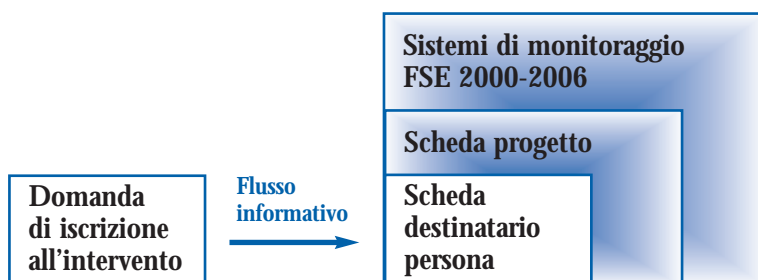 Sistemi di monitoraggio
FSE 2000-2006
Scheda progetto
Domanda
di iscrizione
all'intervento
Flusso
informativo
Scheda
destinatario
persona